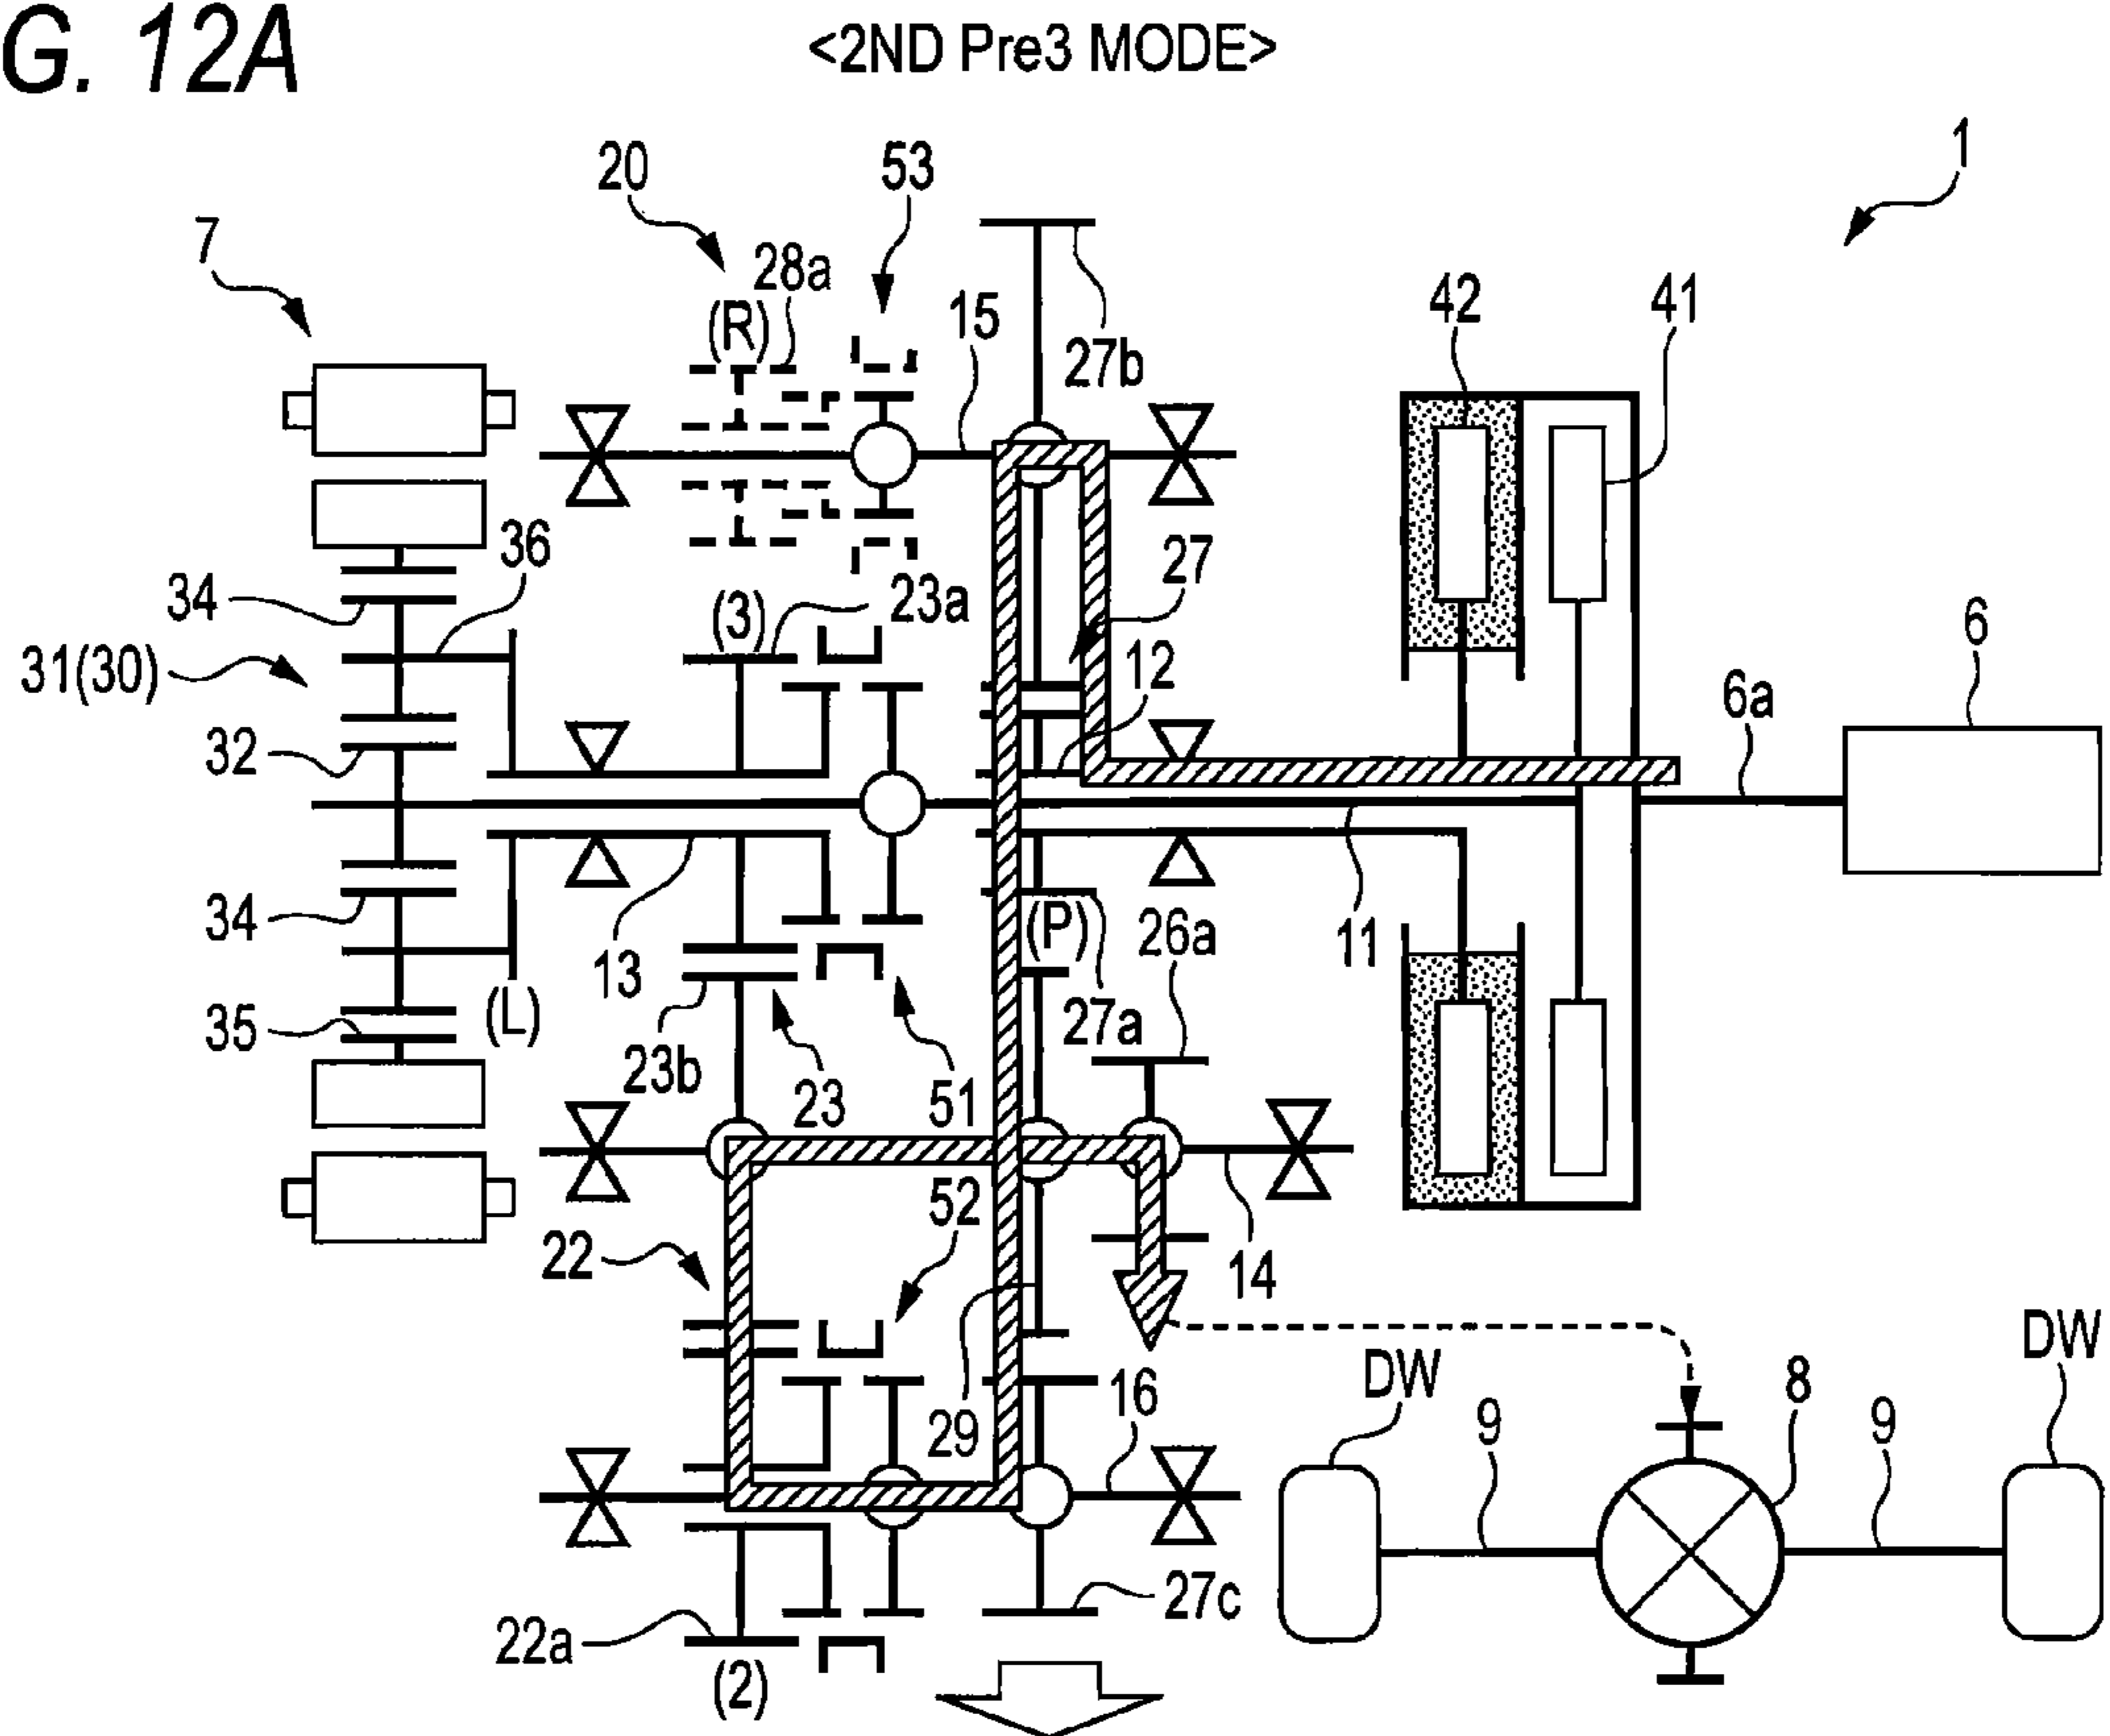 G. 12A
<2ND Pre3 MODE>
1
20
53
7
28a
(R)
15
27b
42
41
36
34
27
(3)
23a
31(30)
12
6
6a
32
34
13
(P)
26a
11
(L)
35
27a
23b
23
51
52
22
14
29
16
DW
DW
8
9
9
27c
22a
(2)